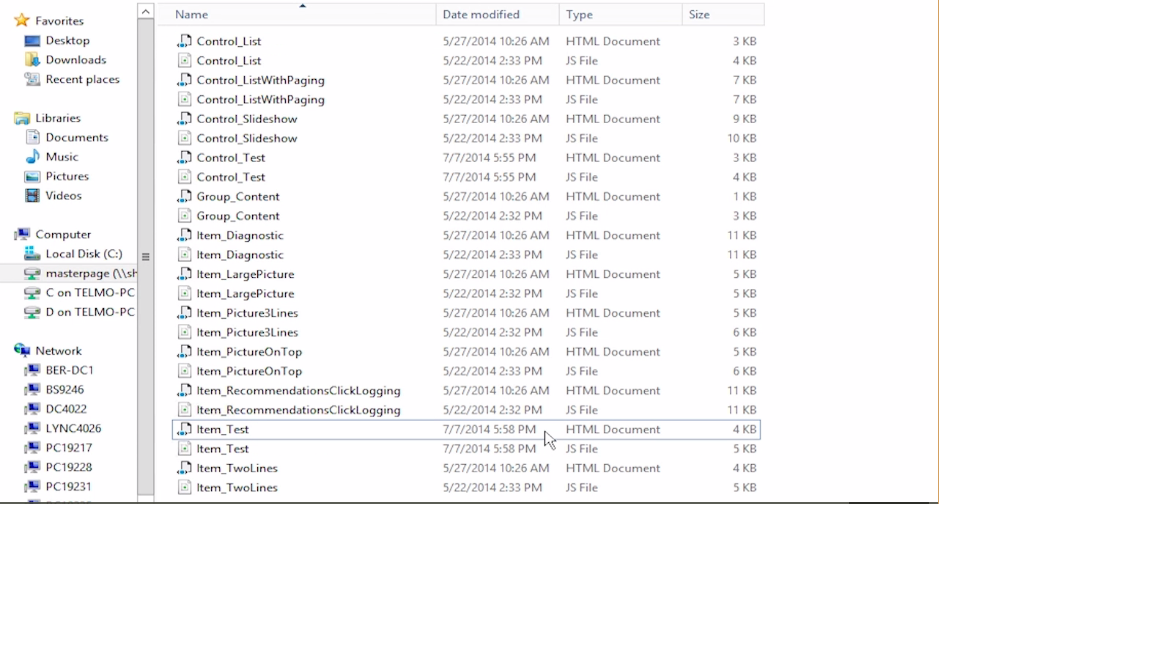 Name Date modified Type Size
Favorites
Desktop
Downloads
Recent places
Libraries
Documents
Music
Pictures
Videos
Computer
Local Disk (C:)
masterpage (\\sh
C on TELMO-PC
D on TELMO-PC
Network
BER-DC1
BS9246
DC4022
LYNC4026
PC19217
PC19228
PC19231
Control_List 5/27/2014 10:26 AM HTML Document 3 KB
Control_List 5/22/2014 2:33 PM JS File 4 KB
Control_ListWithPaging 5/27/2014 10:26 AM HTML Document 7 KB
Control_ListWithPaging 5/22/2014 2:33 PM JS File 7 KB
Control_Slideshow 5/27/2014 10:26 AM HTML Document 9 KB
Control_Slideshow 5/22/2014 2:33 PM JS File 10 KB
Control_Test 7/7/2014 5:55 PM HTML Document 3 KB
Control_Test 7/7/2014 5:55 PM JS File 4 KB
Group_Content 5/27/2014 10:26 AM HTML Document 1 KB
Group_Content 5/22/2014 2:32 PM JS File 3 KB
Item_Diagnostic 5/27/2014 10:26 AM HTML Document 11 KB
Item_Diagnostic 5/22/2014 2:33 PM JS File 11 KB
Item_LargePicture 5/27/2014 10:26 AM HTML Document 5 KB
Item_LargePicture 5/22/2014 2:32 PM JS File 5 KB
Item_Picture3Lines 5/27/2014 10:26 AM HTML Document 5 KB
Item_Picture3Lines 5/22/2014 2:32 PM JS File 6 KB
Item_PictureOnTop 5/27/2014 10:26 AM HTML Document 5 KB
Item_PictureOnTop 5/22/2014 2:33 PM JS File 6 KB
Item_RecommendationsClickLogging 5/27/2014 10:26 AM HTML Document 11 KB
Item_RecommendationsClickLogging 5/22/2014 2:32 PM JS File 11 KB
Item_Test 7/7/2014 5:58 PM HTML Document 4 KB
Item_Test 7/7/2014 5:58 PM JS File 5 KB
Item_TwoLines 5/27/2014 10:26 AM HTML Document 4 KB
Item_TwoLines 5/22/2014 2:33 PM JS File 5 KB